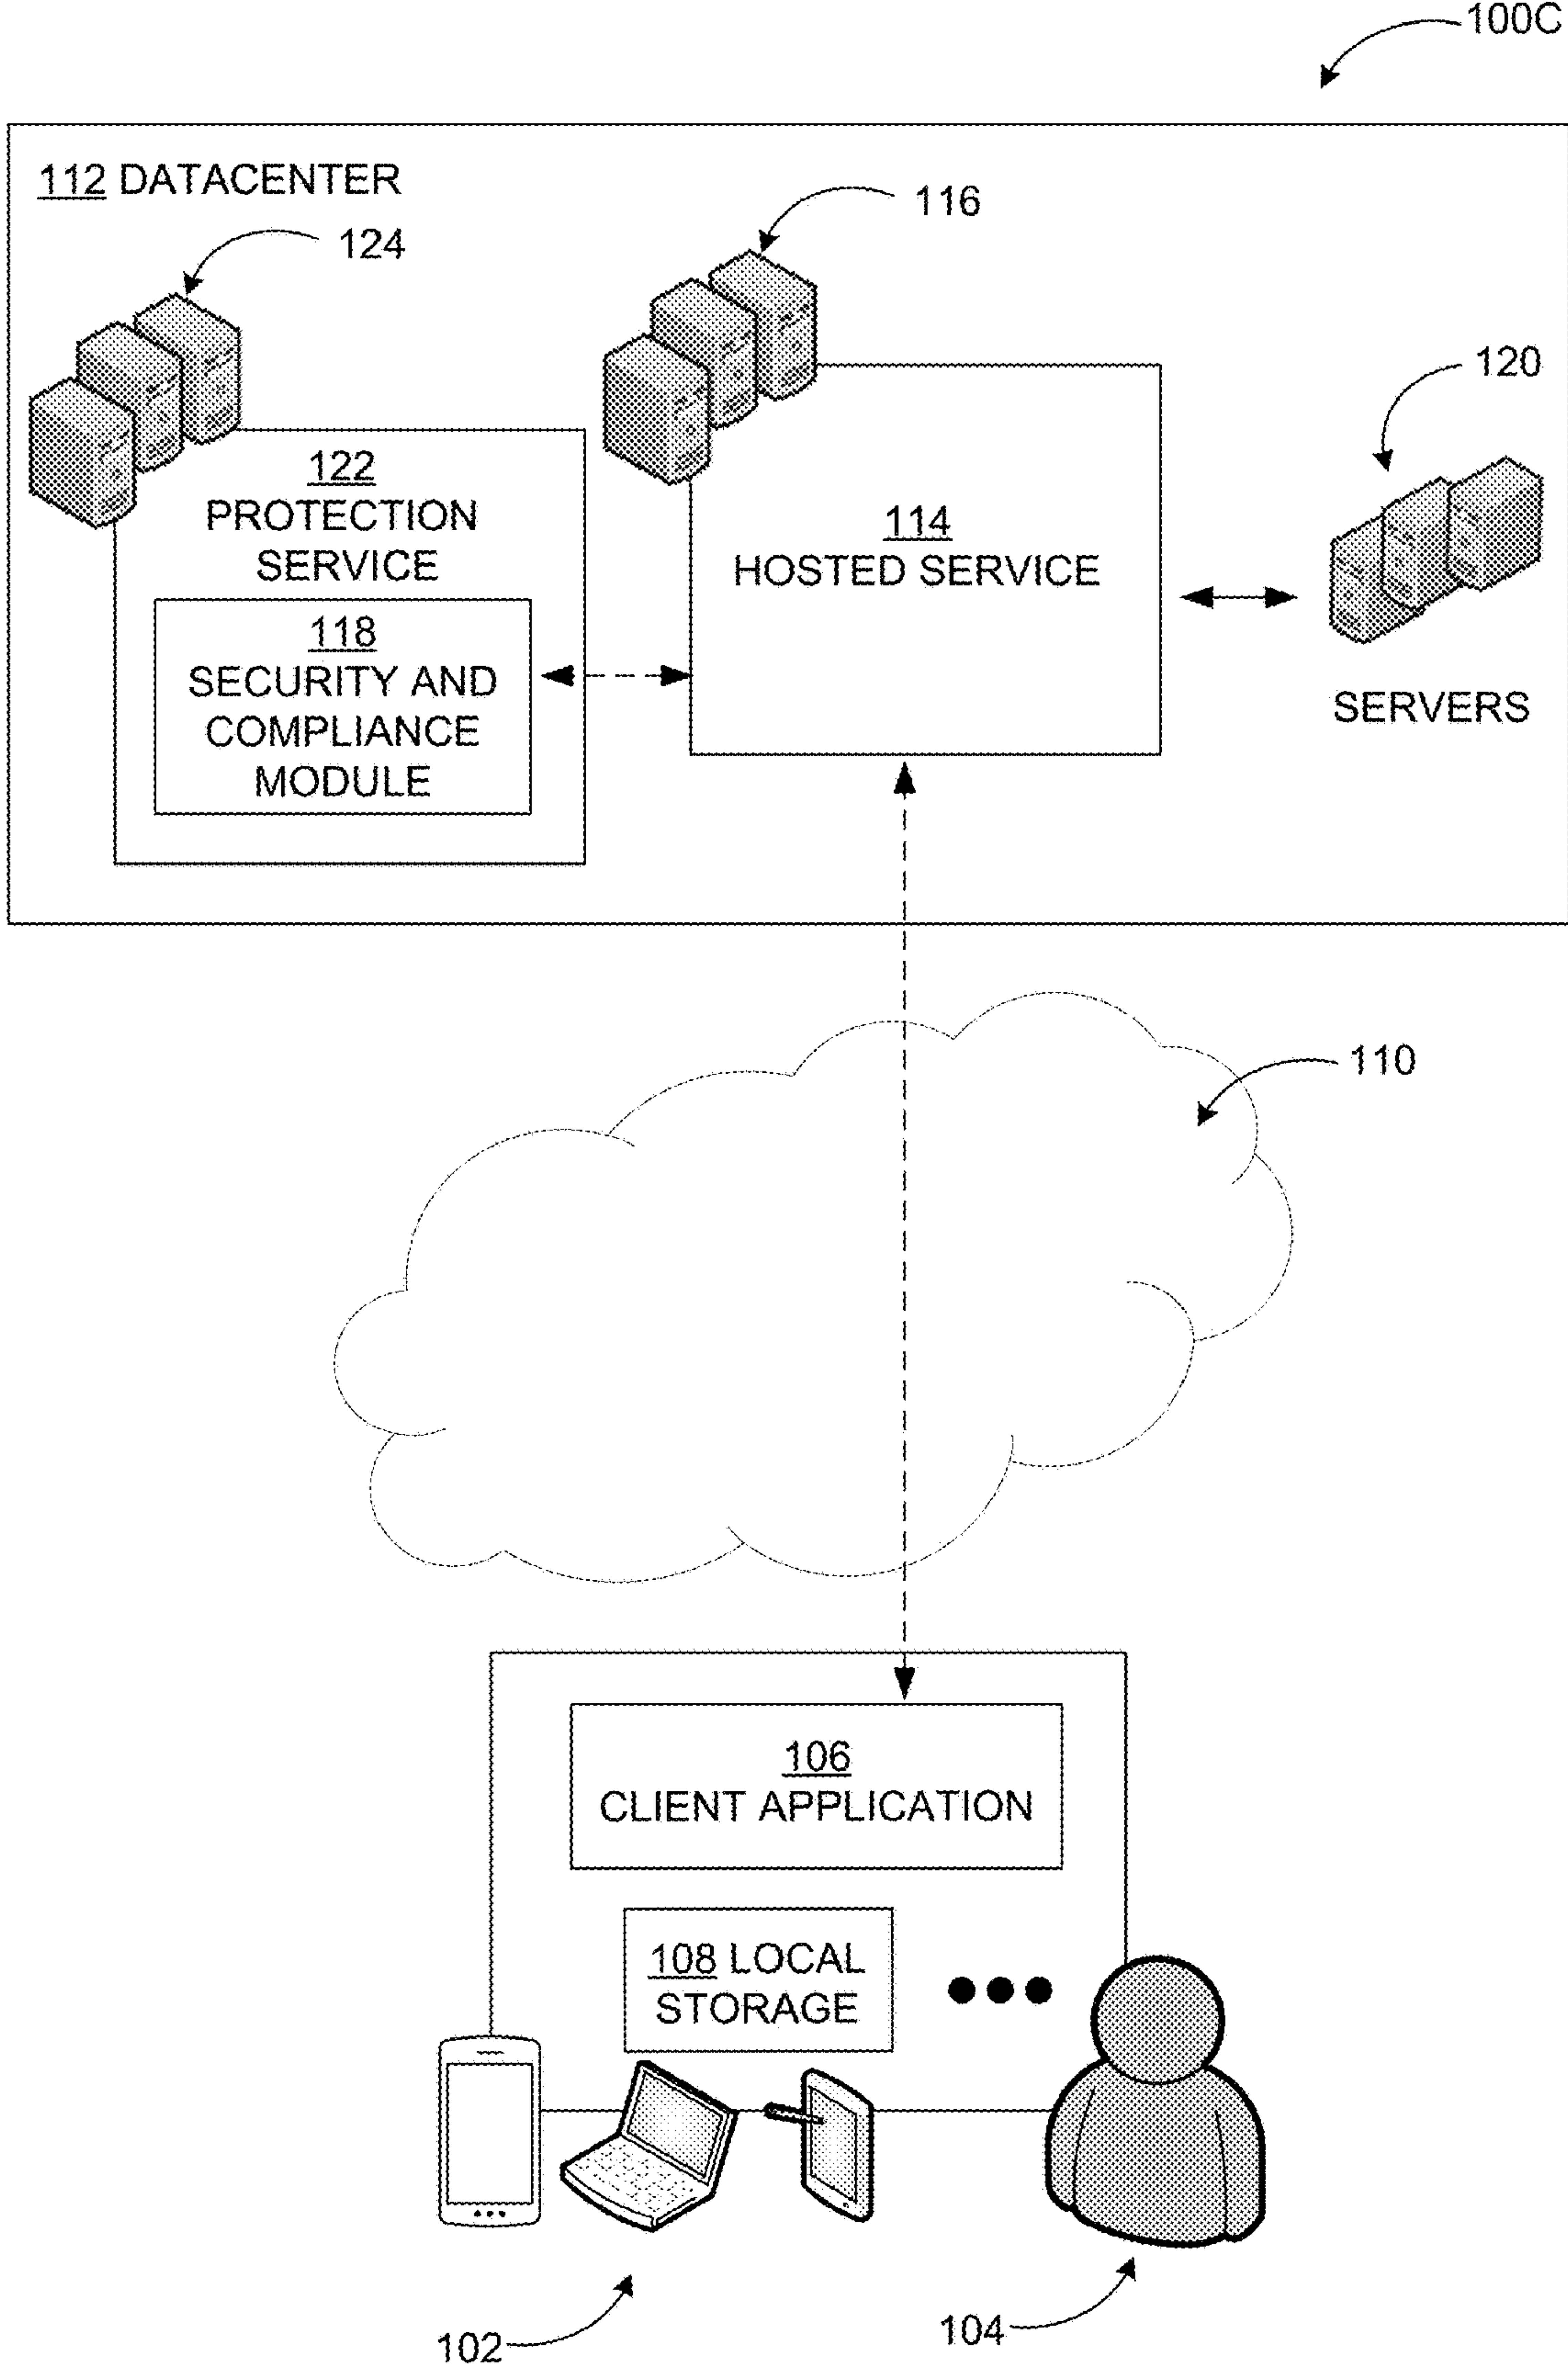 100C
112 DATACENTER
124
116
120
122
PROTECTION
SERVICE
118
SECURITY AND
COMPLIANCE
MODULE
114
HOSTED SERVICE
SERVERS
110
106
CLIENT APPLICATION
108 LOCAL
STORAGE
102
104